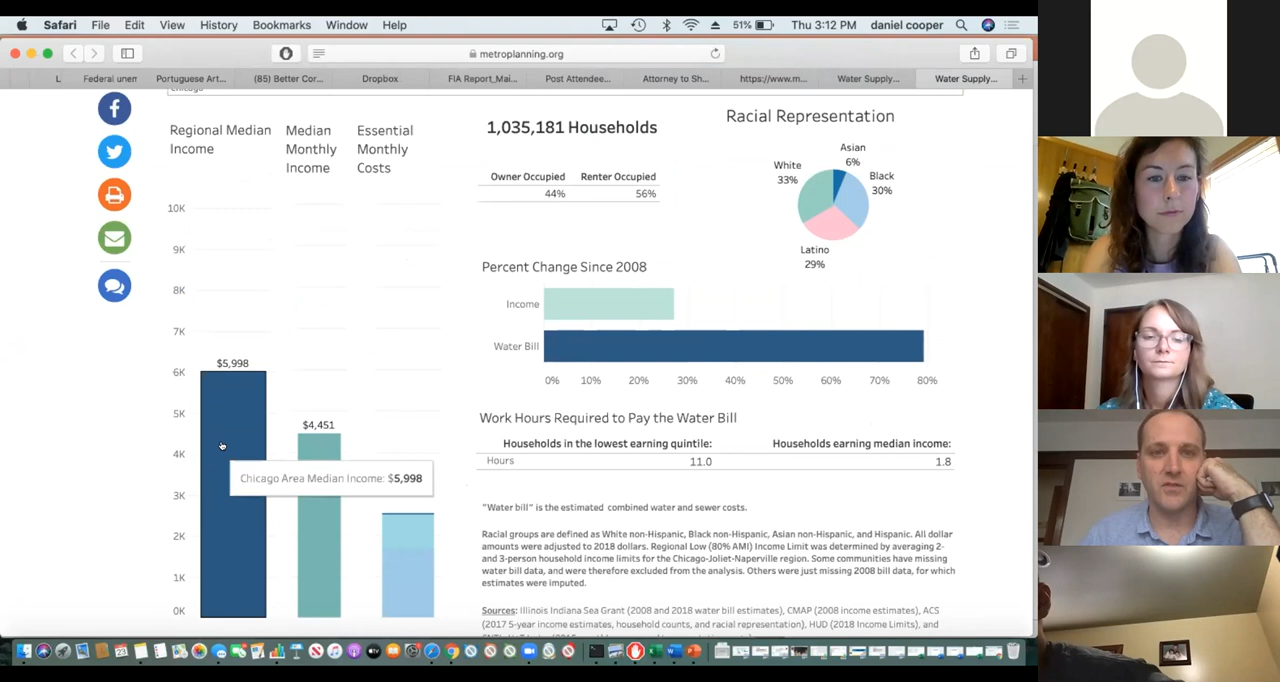 Safari File Edit View History Bookmarks Window Help 51% Thu 3:12 PM daniel cooper
metroplanning.org
L Federal unem Portuguese Art... (85) Better Cor... Dropbox FIA Report_Mai... Post Attendee... Attorney to Sh... https://www.m... Water Supply... Water Supply...
Chicago
Regional Median
Income
Median
Monthly
Income
Essential
Monthly
Costs
10K
9K
8K
7K
6K
5K
4K
3K
2K
1K
0K
$5,998
$4,451
Chicago Area Median Income: $5,998
1,035,181 Households
Owner Occupied Renter Occupied
44% 56%
Racial Representation
Asian
6%
White
33%
Black
30%
Latino
29%
Percent Change Since 2008
Income
Water Bill
0% 10% 20% 30% 40% 50% 60% 70% 80%
Work Hours Required to Pay the Water Bill
Households in the lowest earning quintile: Households earning median income:
Hours 11.0 1.8
"Water bill" is the estimated combined water and sewer costs.
Racial groups are defined as White non-Hispanic, Black non-Hispanic, Asian non-Hispanic, and Hispanic. All dollar
amounts were adjusted to 2018 dollars. Regional Low (80% AMI) Income Limit was determined by averaging 2-
and 3-person household income limits for the Chicago-Joliet-Naperville region. Some communities have missing
water bill data, and were therefore excluded from the analysis. Others were just missing 2008 bill data, for which
estimates were imputed.
Sources: Illinois Indiana Sea Grant (2008 and 2018 water bill estimates), CMAP (2008 income estimates), ACS
(2017 5-year income estimates, household counts, and racial representation), HUD (2018 Income Limits), and